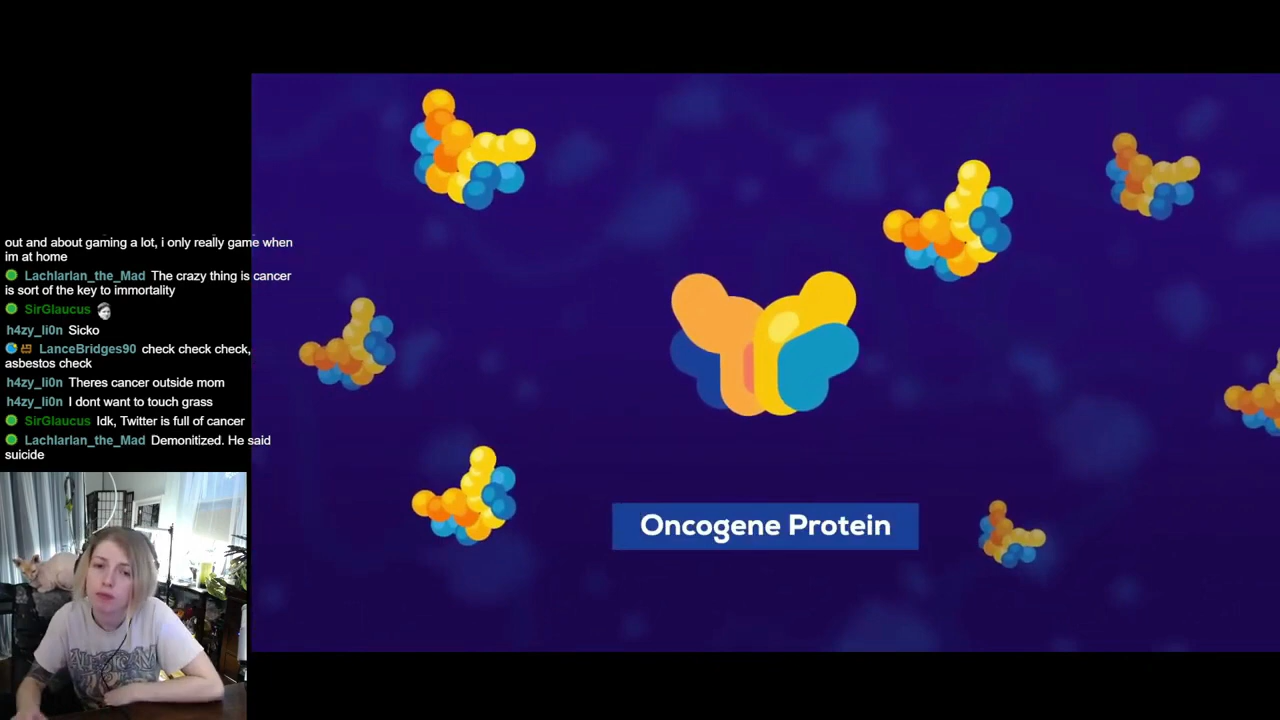 out and about gaming a lot, i only really game when
im at home
Lachlarlan_the_Mad The crazy thing is cancer
is sort of the key to immortality
SirGlaucus
h4zy_li0n Sicko
LanceBridges90 check check check,
asbestos check
h4zy_li0n Theres cancer outside mom
h4zy_li0n I dont want to touch grass
SirGlaucus Idk, Twitter is full of cancer
Lachlarlan_the_Mad Demonitized. He said
suicide
Oncogene Protein
ALESTORM